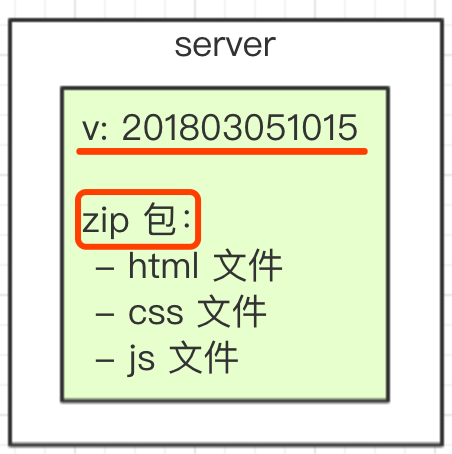 server
v: 201803051015
zip 包：
– html 文件
– css 文件
– js 文件